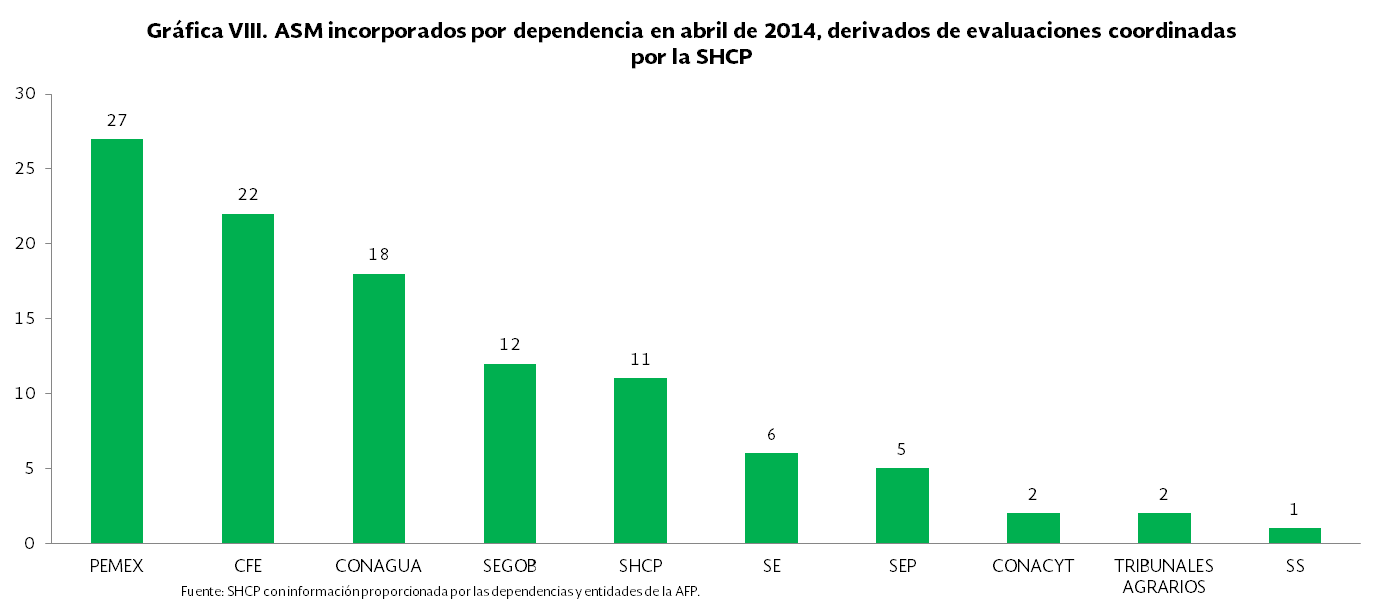 Gráfica VIII. ASM incorporados por dependencia en abril de 2014, derivados de evaluaciones coordinadas
por la SHCP
30
25
20
15
10
5
0
27
22
18
12
11
6
5
2
2
1
PEMEX
CFE
CONAGUA
SEGOB
SHCP
SE
SEP
CONACYT
TRIBUNALES
AGRARIOS
SS
Fuente: SHCP con información proporcionada por las dependencias y entidades de la AFP.